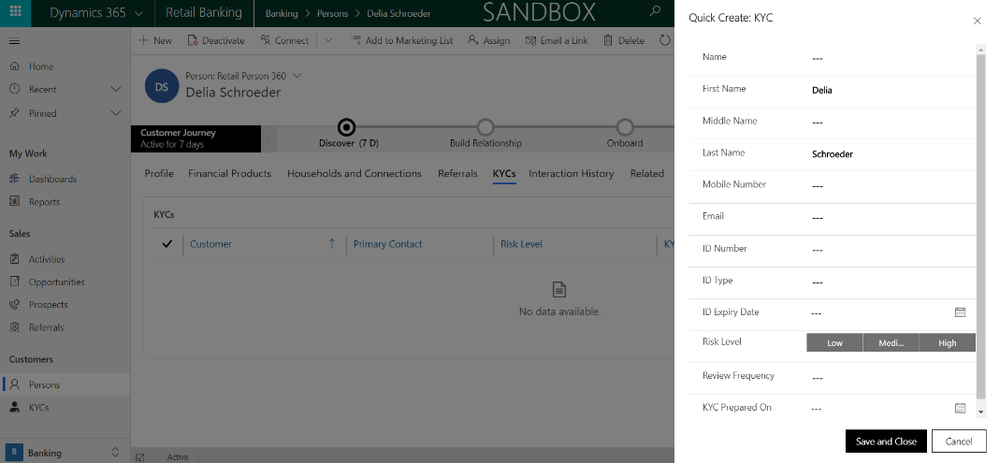 Dynamics 365 Retail Banking Banking > Persons > Delia Schroeder SANDBOX
New Deactivate Connect Add to Marketing List Assign Email a Link Delete
Home
Recent
Pinned
My Work
Dashboards
Reports
Sales
Activities
Opportunities
Prospects
Referrals
Customers
Persons
KYCs
B Banking
DS
Person: Retail Person 360
Delia Schroeder
Customer Journey
Active for 7 days
Discover (7 D) Build Relationship Onboard
Profile Financial Products Households and Connections Referrals KYCs Interaction History Related
KYCs
Customer Primary Contact Risk Level KY
No data available.
Active
Quick Create: KYC
Name ---
First Name Delia
Middle Name ---
Last Name Schroeder
Mobile Number ---
Email ---
ID Number ---
ID Type ---
ID Expiry Date ---
Risk Level Low Medi... High
Review Frequency ---
KYC Prepared On ---
Save and Close Cancel